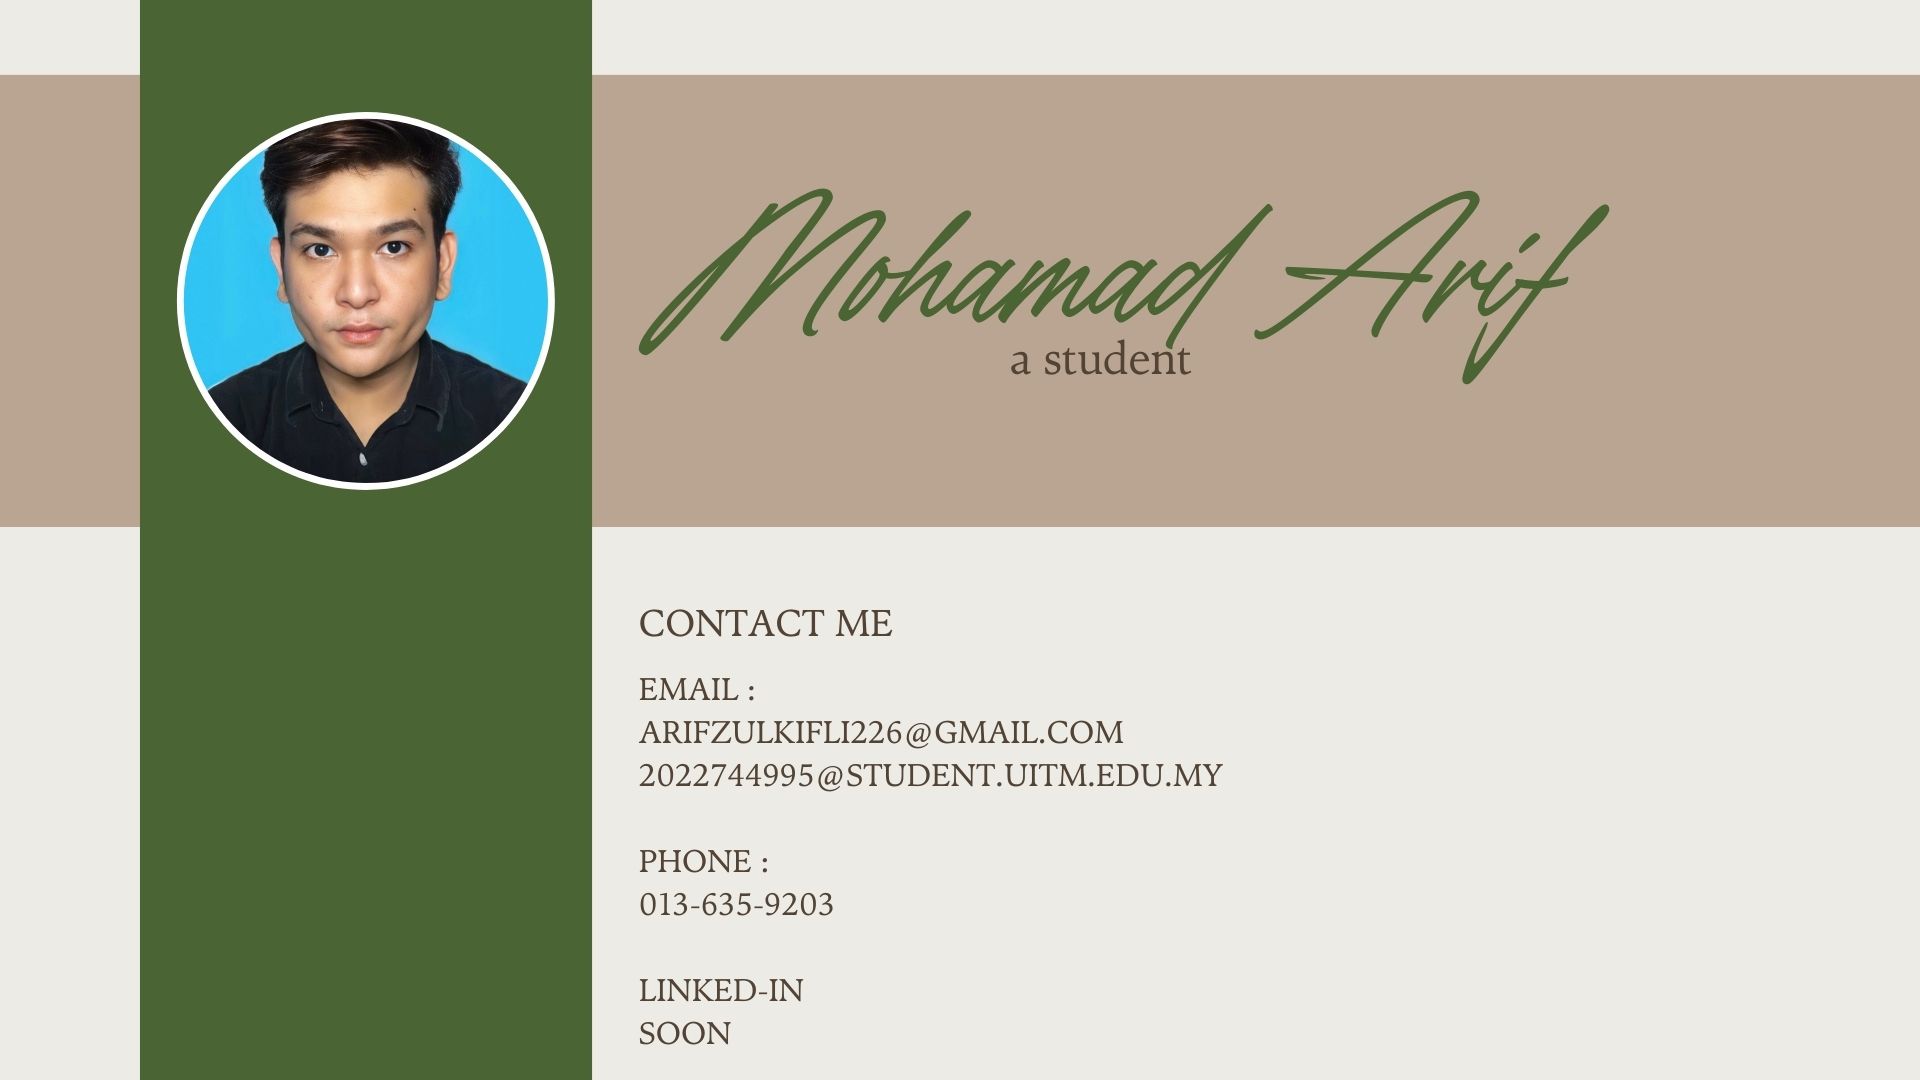 Mohamad Arif
a student
CONTACT ME
EMAIL :
ARIFZULKIFLI226@GMAIL.COM
2022744995@STUDENT.UITM.EDU.MY
PHONE :
013-635-9203
LINKED-IN
SOON